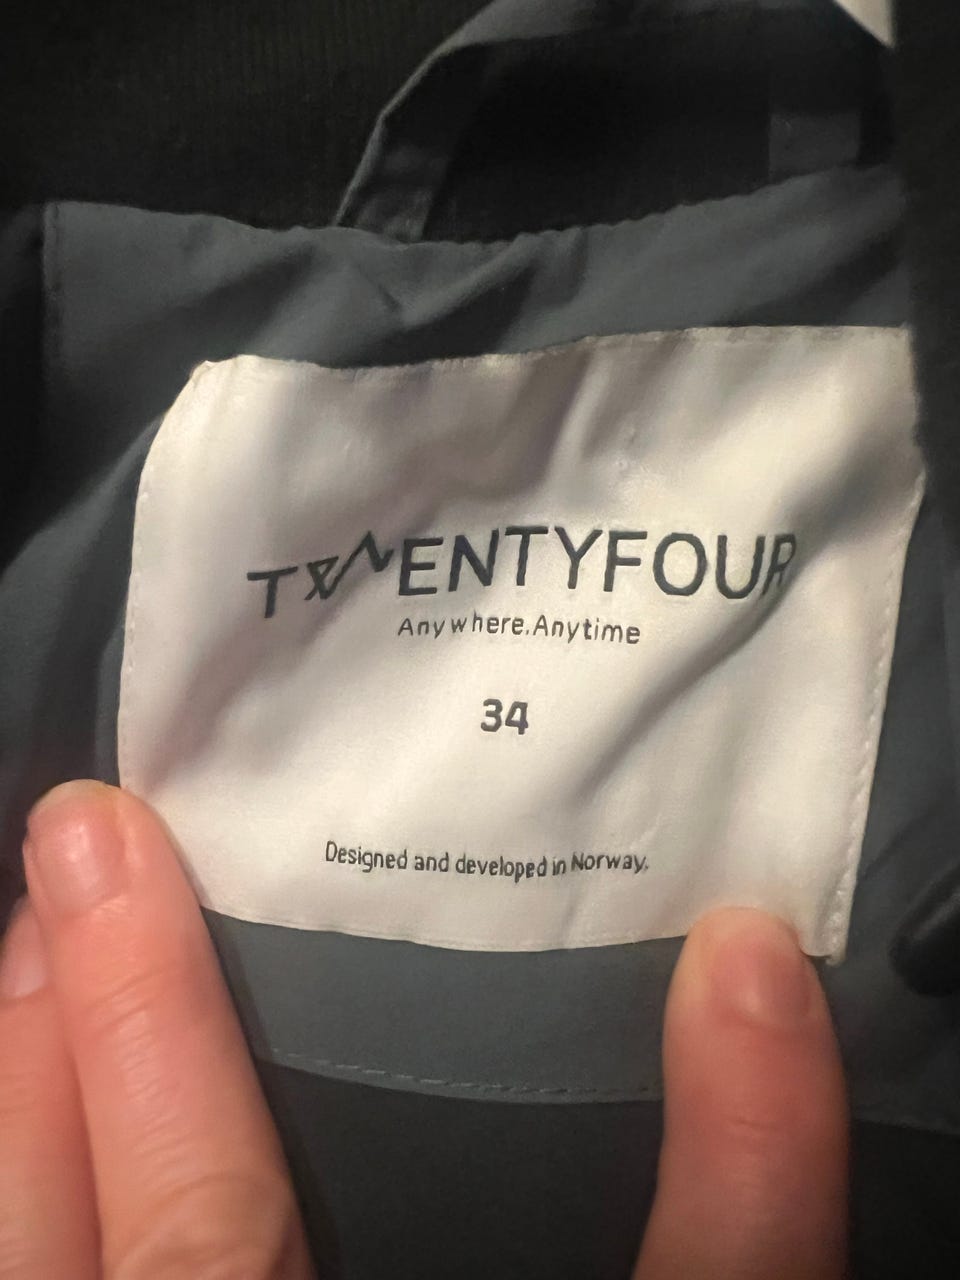 TWENTYFOUR
Anywhere.Anytime
34
Designed and developed in Norway.